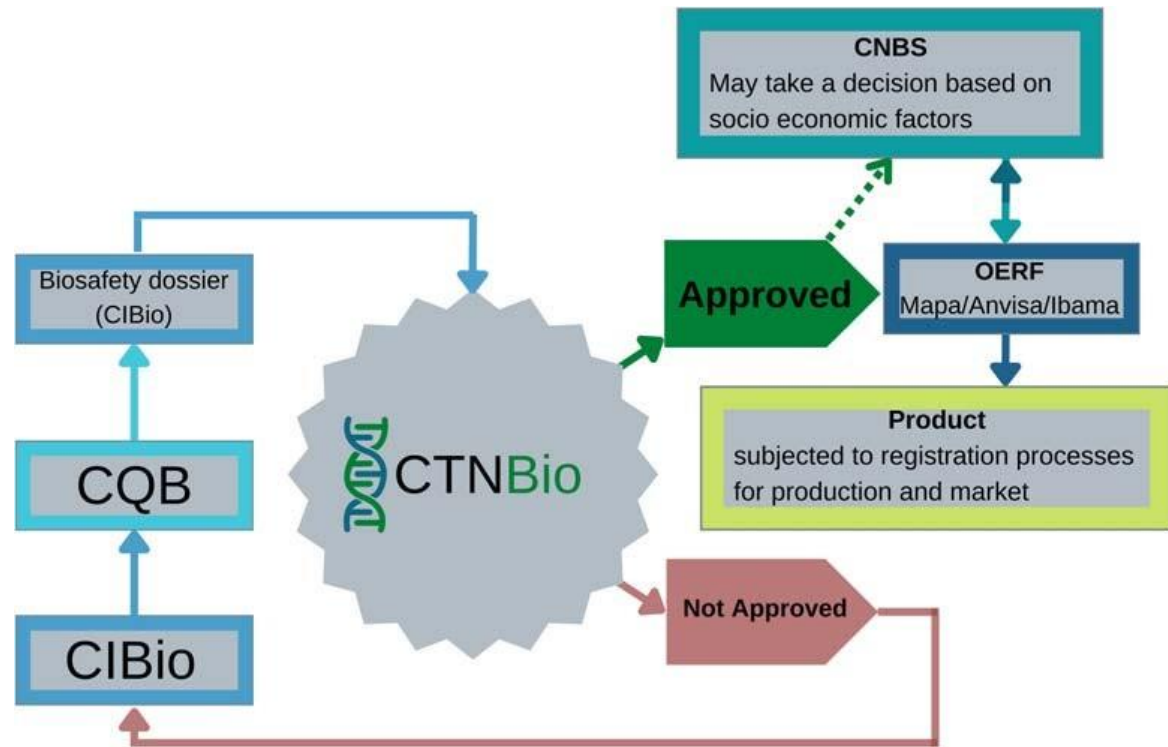 CNBS
May take a decision based on
socio economic factors
Biosafety dossier
(CIBio)
Approved
OERF
Mapa/Anvisa/Ibama
CQB
CTNBio
Product
subjected to registration processes
for production and market
CIBio
Not Approved